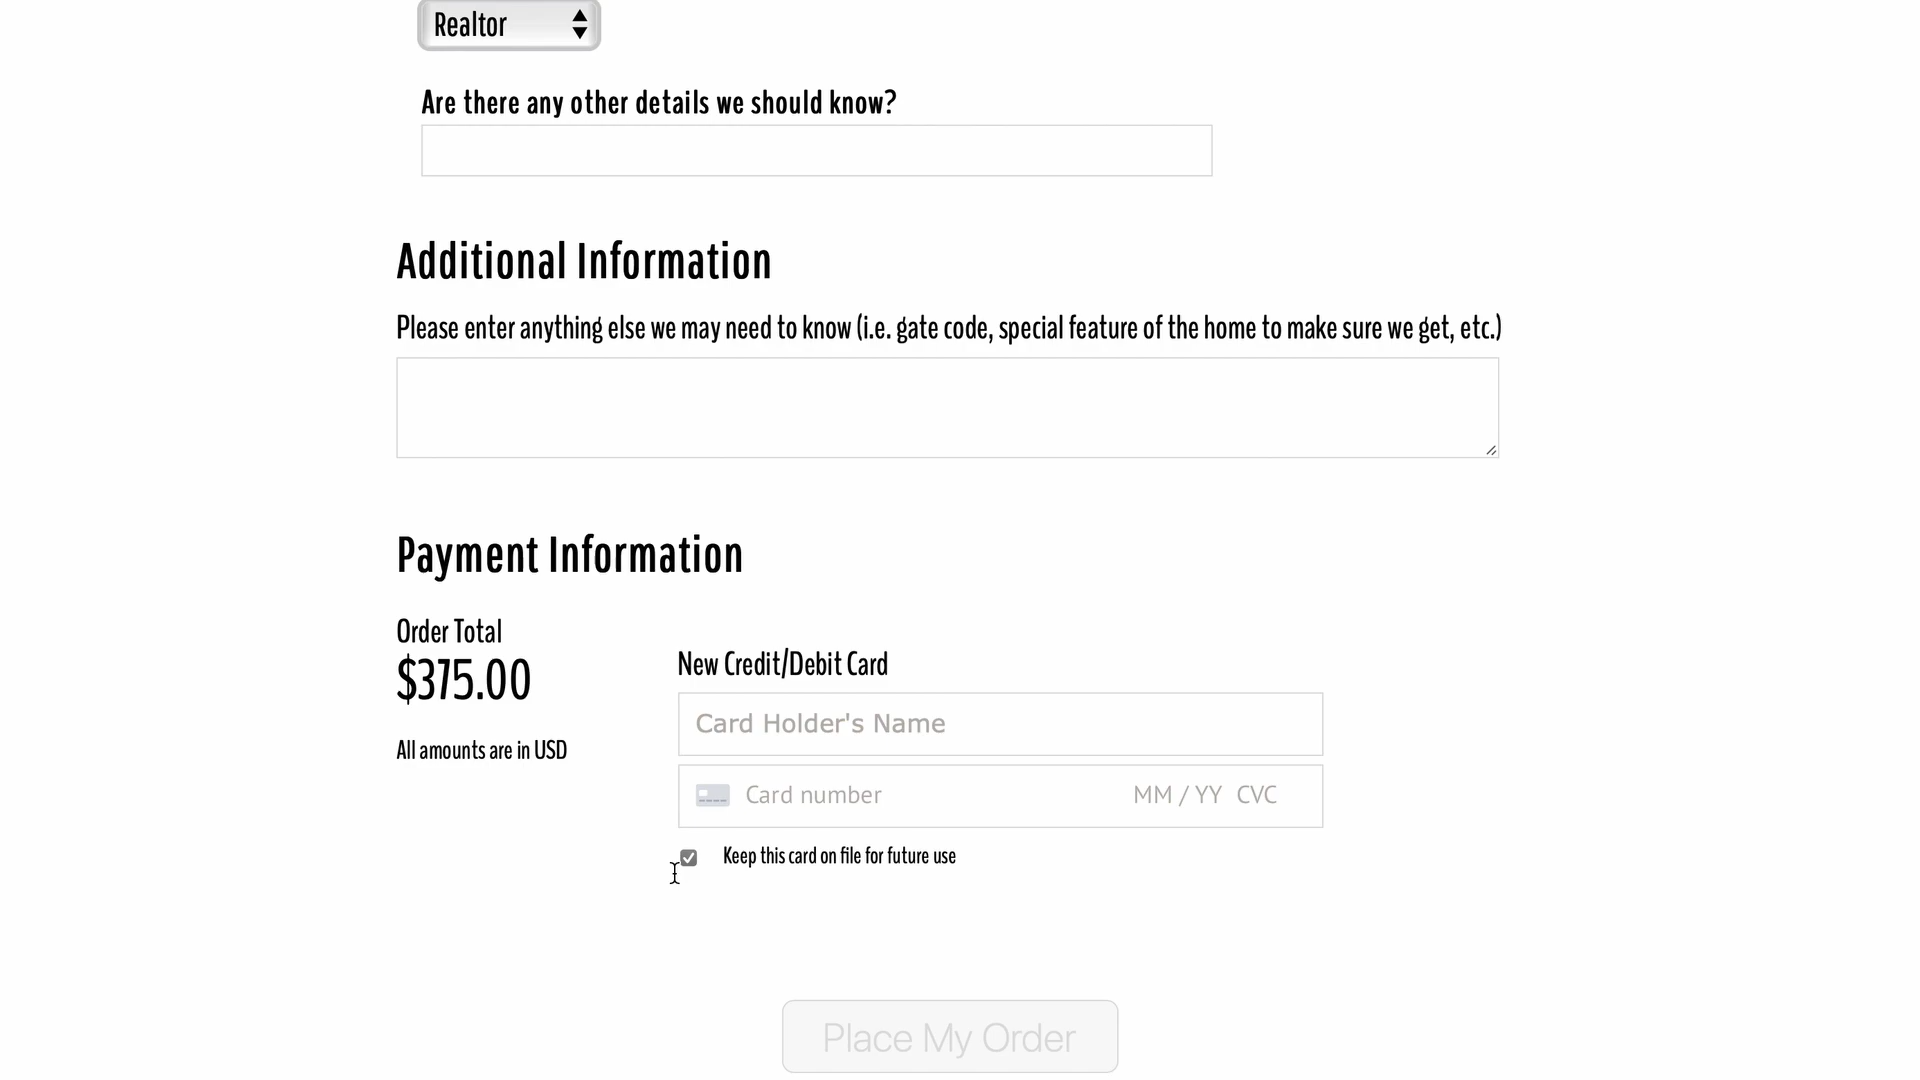 Realtor
Are there any other details we should know?
Additional Information
Please enter anything else we may need to know (i.e. gate code, special feature of the home to make sure we get, etc.)
Payment Information
Order Total
$375.00
All amounts are in USD
New Credit/Debit Card
Card Holder's Name
Card number MM / YY CVC
Keep this card on file for future use
Place My Order